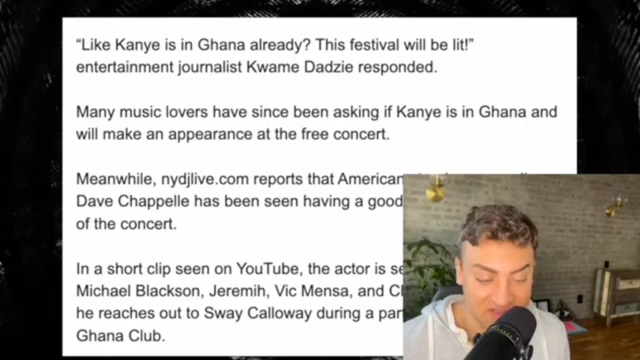 “Like Kanye is in Ghana already? This festival will be lit!”
entertainment journalist Kwame Dadzie responded.
Many music lovers have since been asking if Kanye is in Ghana and
will make an appearance at the free concert.
Meanwhile, nydjlive.com reports that American
Dave Chappelle has been seen having a good
of the concert.
In a short clip seen on YouTube, the actor is
Michael Blackson, Jeremih, Vic Mensa, and
he reaches out to Sway Calloway during a
Ghana Club.